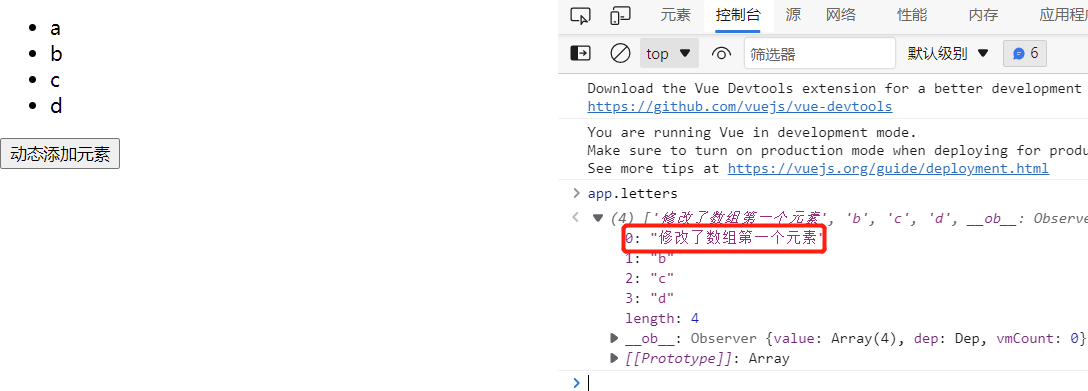 a
b
c
d
动态添加元素
元素 控制台 源 网络 性能 内存 应用程
top ▼ 筛选器 默认级别 ▼ 6
Download the Vue Devtools extension for a better development
https://github.com/vuejs/vue-devtools
You are running Vue in development mode.
Make sure to turn on production mode when deploying for produ
See more tips at https://vuejs.org/guide/deployment.html
> app.letters
(4) ['修改了数组第一个元素', 'b', 'c', 'd', __ob__: Observer
0: "修改了数组第一个元素"
1: "b"
2: "c"
3: "d"
length: 4
__ob__: Observer {value: Array(4), dep: Dep, vmCount: 0}
[[Prototype]]: Array